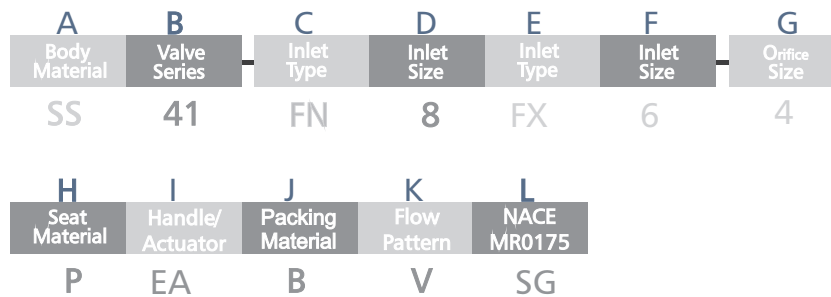 A B C D E F G
Body Material Valve Series Inlet Type Inlet Size Inlet Type Inlet Size Orifice Size
SS 41 FN 8 FX 6 4
H I J K L
Seat Material Handle/ Actuator Packing Material Flow Pattern NACE MR0175
P EA B V SG